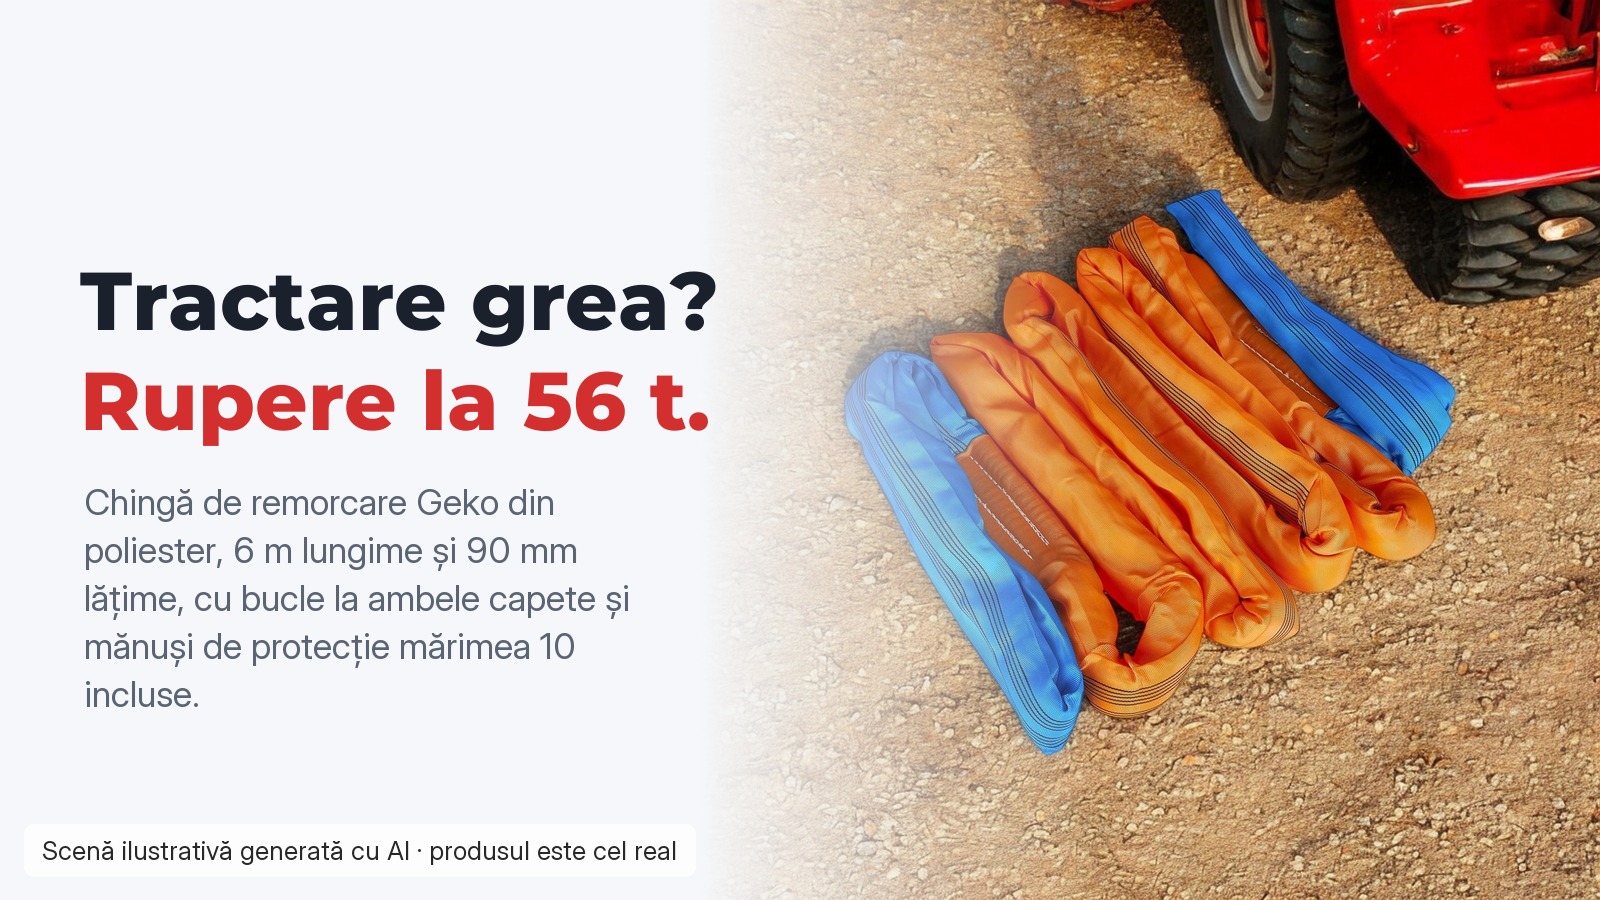 Tractare grea?
Rupere la 56 t.
Chingă de remorcare Geko din
poliester, 6 m lungime și 90 mm
lățime, cu bucle la ambele capete și
mănuși de protecție mărimea 10
incluse.
Scenă ilustrativă generată cu AI · produsul este cel real